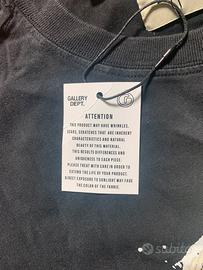 GALLERY
DEPT.
ATTENTION
THIS PRODUCT MAY HAVE WRINKLES,
SCARS, SCRATCHES THAT ARE INHERENT
CHARACTERISTICS AND NATURAL
BEAUTY OF THIS MATERIAL.
THIS RESULTS DIFFERENCES AND
UNIQUENESS TO EACH PIECE.
PLEASE TREAT WITH CARE IN ORDER TO
EXTEND THE LIFE OF YOUR PRODUCT.
DIRECT EXPOSURE TO SUNLIGHT MAY FADE
THE COLOR OF THE FABRIC.
subito